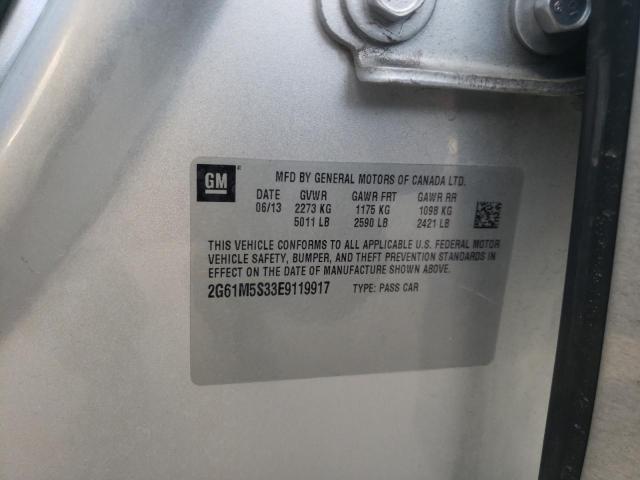 GM
MFD BY GENERAL MOTORS OF CANADA LTD.
DATE GVWR GAWR FRT GAWR RR
06/13 2273 KG 1175 KG 1098 KG
5011 LB 2590 LB 2421 LB
THIS VEHICLE CONFORMS TO ALL APPLICABLE U.S. FEDERAL MOTOR
VEHICLE SAFETY, BUMPER, AND THEFT PREVENTION STANDARDS IN
EFFECT ON THE DATE OF MANUFACTURE SHOWN ABOVE.
2G61M5S33E9119917 TYPE: PASS CAR